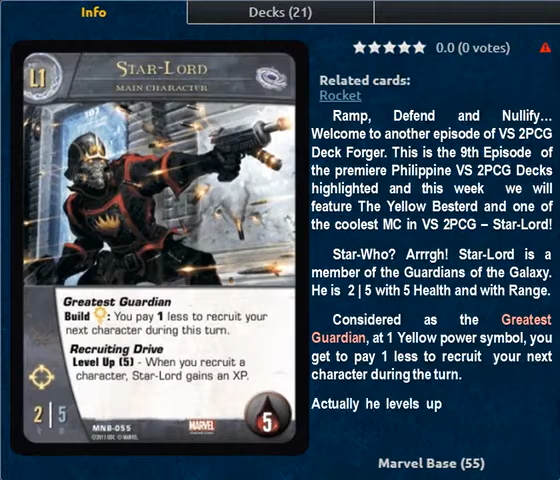 Info
Decks (21)
L1
STAR-LORD
MAIN CHARACTER
Greatest Guardian
Build : You pay 1 less to recruit your
next character during this turn.
Recruiting Drive
Level Up (5) - When you recruit a
character, Star-Lord gains an XP.
2 | 5
MNB-055
MARVEL
5
0.0 (0 votes)
Related cards:
Rocket
Ramp, Defend and Nullify...
Welcome to another episode of VS 2PCG
Deck Forger. This is the 9th Episode of
the premiere Philippine VS 2PCG Decks
highlighted and this week we will
feature The Yellow Besterd and one of
the coolest MC in VS 2PCG – Star-Lord!
Star-Who? Arrrgh! Star-Lord is a
member of the Guardians of the Galaxy.
He is 2 | 5 with 5 Health and with Range.
Considered as the Greatest
Guardian, at 1 Yellow power symbol, you
get to pay 1 less to recruit your next
character during the turn.
Actually he levels up
Marvel Base (55)